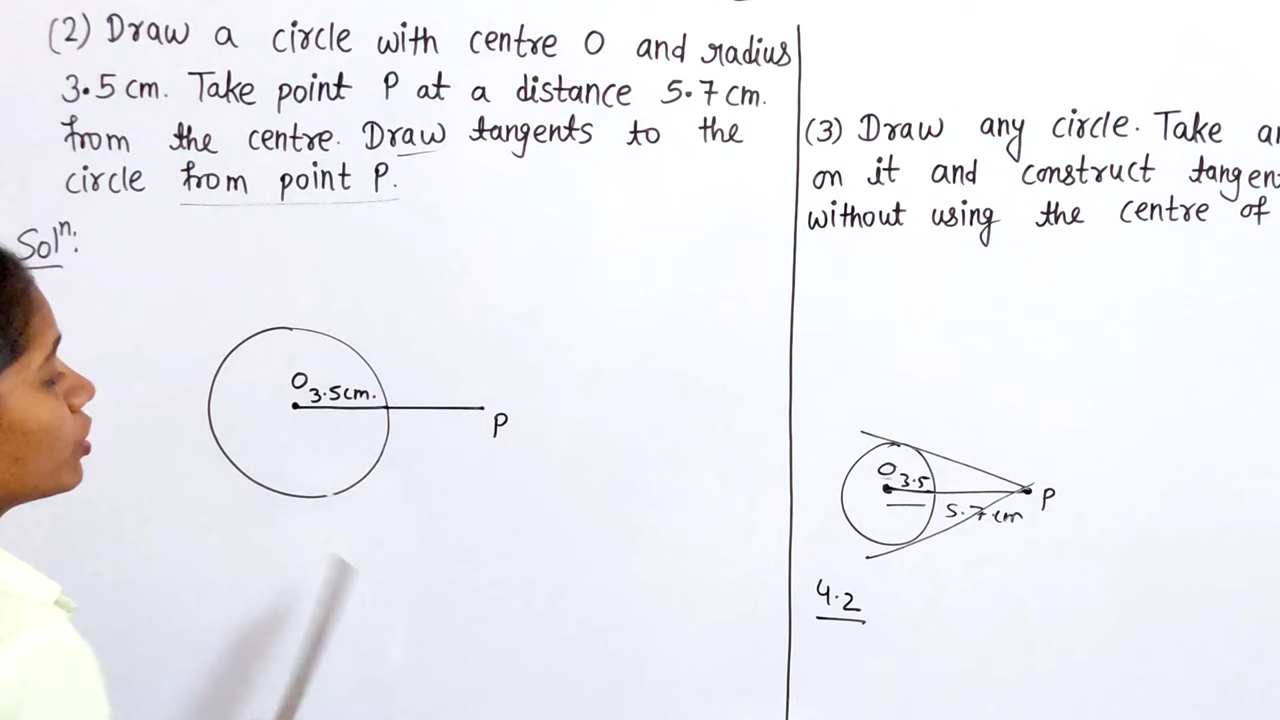 (2) Draw a circle with centre O and radius
3.5 cm. Take point P at a distance 5.7 cm.
from the centre. Draw tangents to the
circle from point P.
Solⁿ:
O
3.5cm.
P
(3) Draw any circle. Take
on it and construct
without using the centre of
O
3.5
5.7 cm
P
4.2